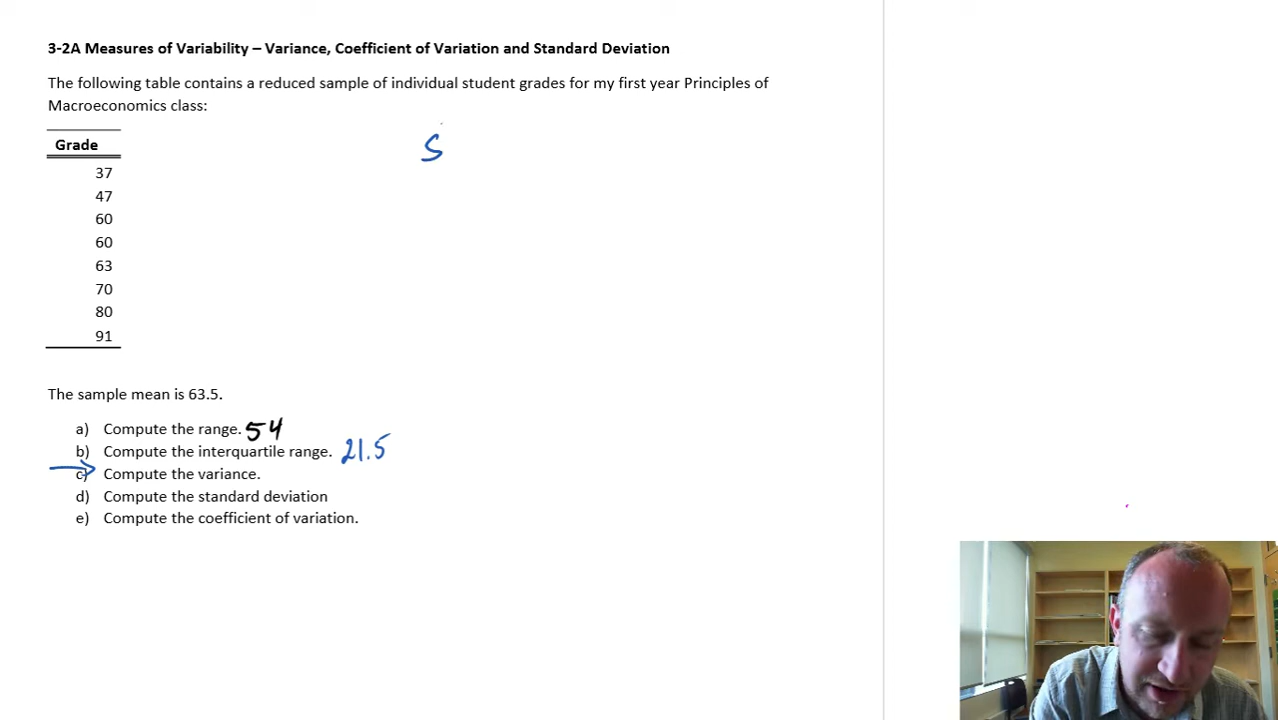 3-2A Measures of Variability – Variance, Coefficient of Variation and Standard Deviation
The following table contains a reduced sample of individual student grades for my first year Principles of
Macroeconomics class:
S
Grade
37
47
60
60
63
70
80
91
The sample mean is 63.5.
a) Compute the range. 54
b) Compute the interquartile range. 21.5
c) Compute the variance.
d) Compute the standard deviation
e) Compute the coefficient of variation.